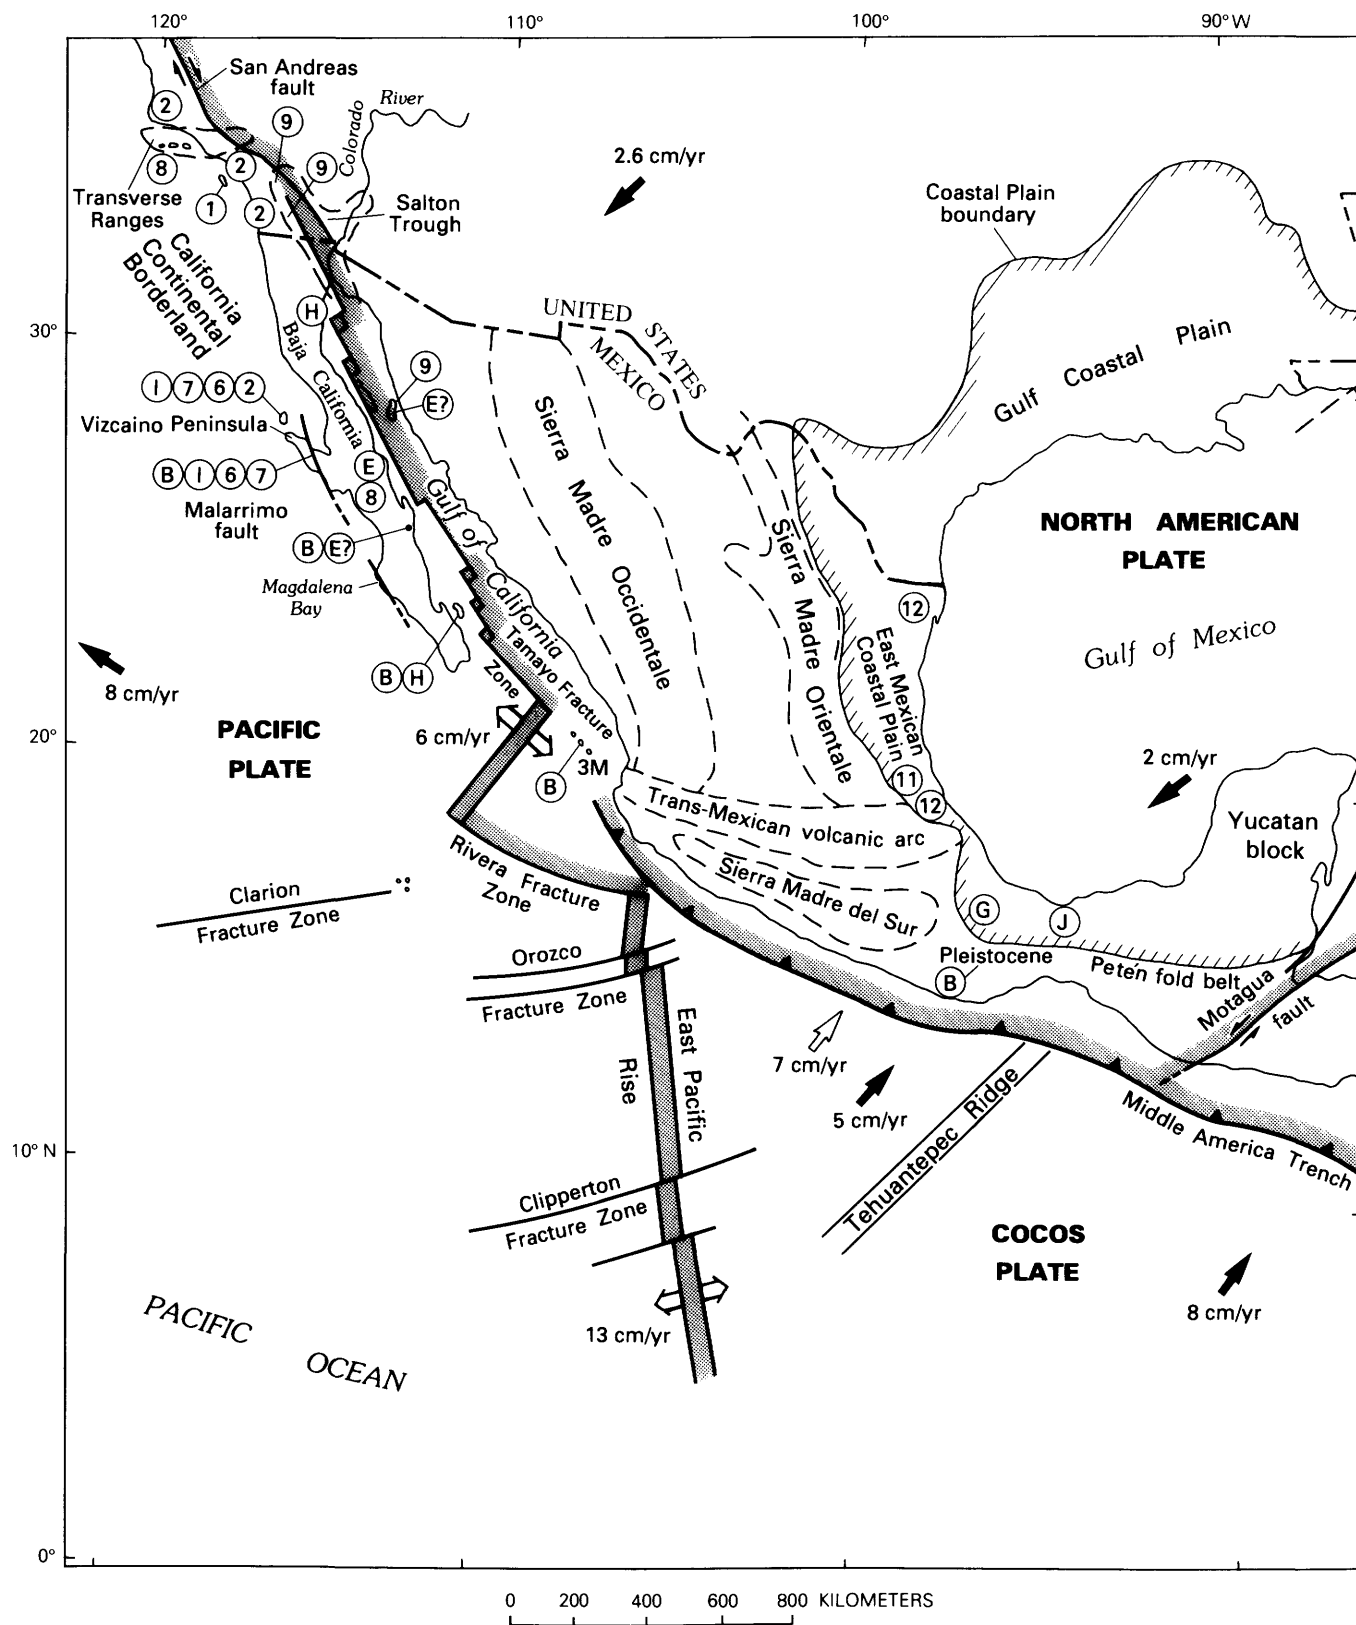 120°
110°
100°
90°W
San Andreas
fault
River
Colorado
2
9
9
2.6 cm/yr
8
2
1
2
Transverse
Ranges
Salton
Trough
Coastal Plain
boundary
California
Continental
Borderland
H
30°
UNITED
STATES
MEXICO
Baja
California
Gulf Coastal Plain
9
E?
I 7 6 2
Vizcaino Peninsula
B I 6 7
Malarrimo
fault
E
8
B E?
Magdalena
Bay
Gulf of
California
Sierra Madre Occidentale
Sierra Madre Orientale
NORTH AMERICAN
PLATE
12
East Mexican
Coastal Plain
Gulf of Mexico
B H
8 cm/yr
Tamayo Fracture
Zone
PACIFIC
PLATE
6 cm/yr
20°
3M
B
11
12
2 cm/yr
Trans-Mexican volcanic arc
Yucatan
block
Rivera Fracture
Zone
Sierra Madre del Sur
Clarion
Fracture Zone
G
J
Orozco
Fracture Zone
Pleistocene
B
Petén fold belt
Motagua
fault
East Pacific
Rise
7 cm/yr
5 cm/yr
Tehuantepec Ridge
Middle America Trench
10° N
Clipperton
Fracture Zone
COCOS
PLATE
13 cm/yr
8 cm/yr
PACIFIC
OCEAN
0°
0 200 400 600 800 KILOMETERS